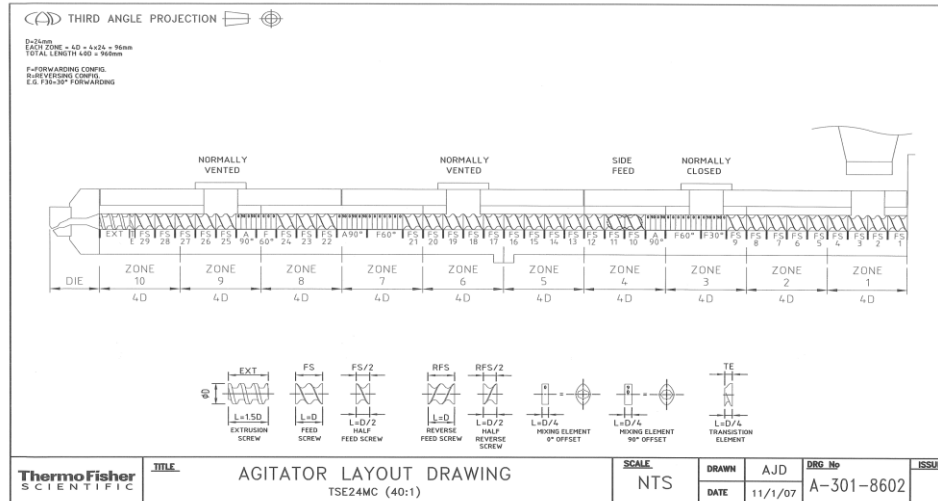 THIRD ANGLE PROJECTION
D=24mm
EACH ZONE = 4D = 4x24 = 96mm
TOTAL LENGTH 40D = 960mm
F=FORWARDING CONFIG.
R=REVERSING CONFIG.
E.G. F30=30° FORWARDING
NORMALLY VENTED
NORMALLY VENTED
SIDE FEED
NORMALLY CLOSED
EXT TE FS 29 FS 28 FS 27 FS 26 FS 25 A 90° F 60° FS 24 FS 23 FS 22 A90° F60° FS 21 FS 20 FS 19 FS 18 FS 17 FS 16 FS 15 FS 14 FS 13 FS 12 FS 11 FS 10 A 90° F60° F30° FS 9 FS 8 FS 7 FS 6 FS 5 FS 4 FS 3 FS 2 FS 1
DIE ZONE 10 ZONE 9 ZONE 8 ZONE 7 ZONE 6 ZONE 5 ZONE 4 ZONE 3 ZONE 2 ZONE 1
4D 4D 4D 4D 4D 4D 4D 4D 4D 4D
EXT FS FS/2 RFS RFS/2 TE
ØD
L=1.5D L=D L=D/2 L=D L=D/2 L=D/4 L=D/4 L=D/4
EXTRUSION SCREW
FEED SCREW
HALF FEED SCREW
REVERSE FEED SCREW
HALF REVERSE SCREW
MIXING ELEMENT 0° OFFSET
MIXING ELEMENT 90° OFFSET
TRANSISTION ELEMENT
ThermoFisher
SCIENTIFIC
TITLE
AGITATOR LAYOUT DRAWING
TSE24MC (40:1)
SCALE
NTS
DRAWN AJD
DATE 11/1/07
DRG No
A-301-8602
ISSUE